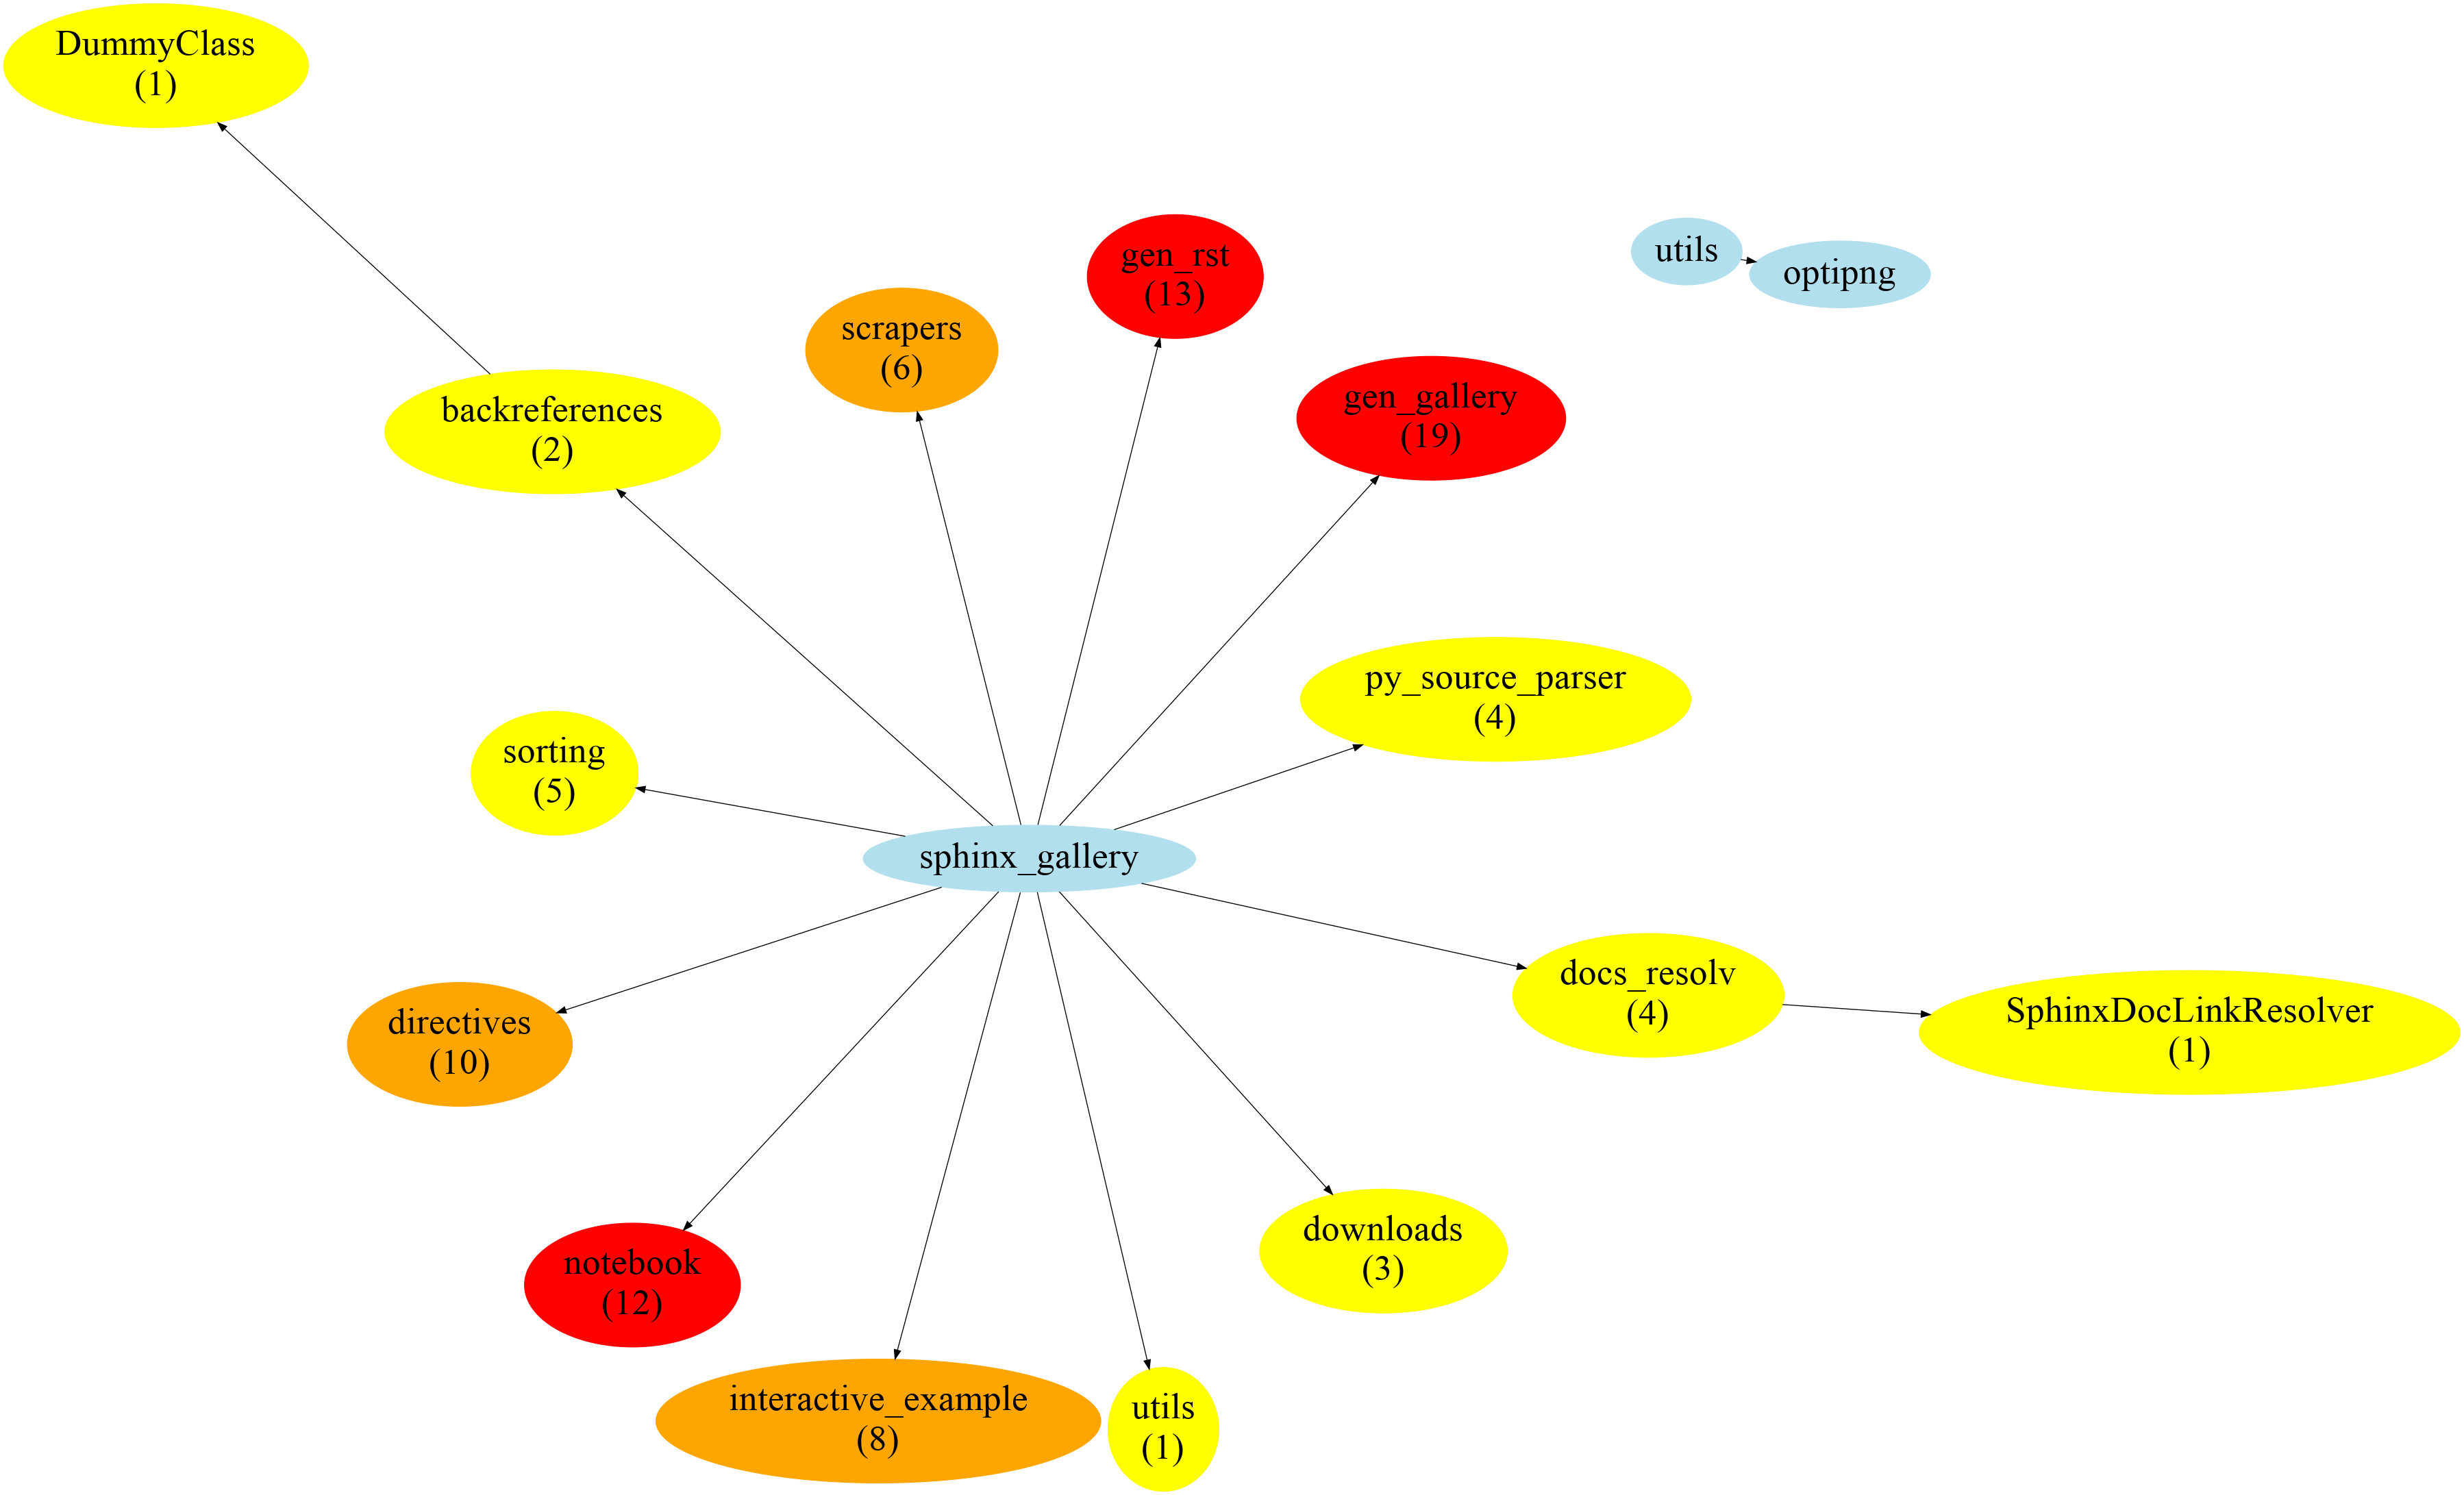 DummyClass
(1)
gen_rst
(13)
utils
optipng
scrapers
(6)
gen_gallery
(19)
backreferences
(2)
py_source_parser
(4)
sorting
(5)
sphinx_gallery
docs_resolv
(4)
SphinxDocLinkResolver
(1)
directives
(10)
downloads
(3)
notebook
(12)
interactive_example
(8)
utils
(1)